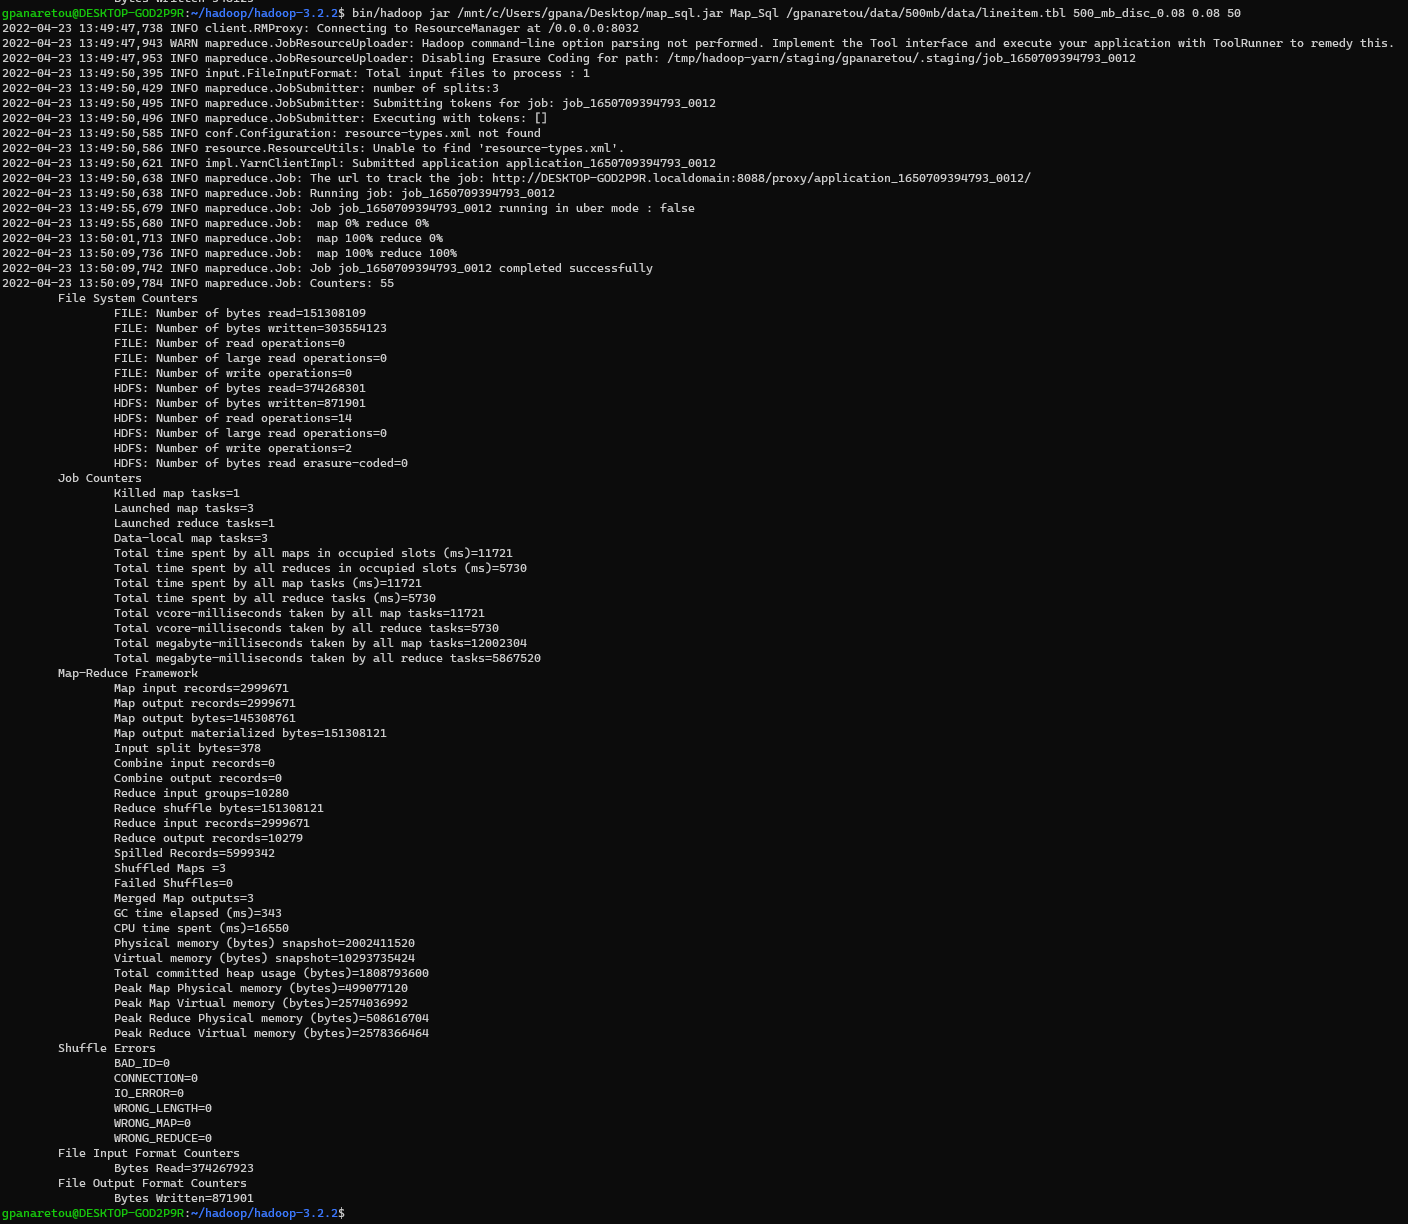 gpanaretou@DESKTOP-GOD2P9R:~/hadoop/hadoop-3.2.2$ bin/hadoop jar /mnt/c/Users/gpana/Desktop/map_sql.jar Map_Sql /gpanaretou/data/500mb/data/lineitem.tbl 500_mb_disc_0.08 0.08 50
2022-04-23 13:49:47,738 INFO client.RMProxy: Connecting to ResourceManager at /0.0.0.0:8032
2022-04-23 13:49:47,943 WARN mapreduce.JobResourceUploader: Hadoop command-line option parsing not performed. Implement the Tool interface and execute your application with ToolRunner to remedy this.
2022-04-23 13:49:47,953 INFO mapreduce.JobResourceUploader: Disabling Erasure Coding for path: /tmp/hadoop-yarn/staging/gpanaretou/.staging/job_1650709394793_0012
2022-04-23 13:49:50,395 INFO input.FileInputFormat: Total input files to process : 1
2022-04-23 13:49:50,429 INFO mapreduce.JobSubmitter: number of splits:3
2022-04-23 13:49:50,495 INFO mapreduce.JobSubmitter: Submitting tokens for job: job_1650709394793_0012
2022-04-23 13:49:50,496 INFO mapreduce.JobSubmitter: Executing with tokens: []
2022-04-23 13:49:50,585 INFO conf.Configuration: resource-types.xml not found
2022-04-23 13:49:50,586 INFO resource.ResourceUtils: Unable to find 'resource-types.xml'.
2022-04-23 13:49:50,621 INFO impl.YarnClientImpl: Submitted application application_1650709394793_0012
2022-04-23 13:49:50,638 INFO mapreduce.Job: The url to track the job: http://DESKTOP-GOD2P9R.localdomain:8088/proxy/application_1650709394793_0012/
2022-04-23 13:49:50,638 INFO mapreduce.Job: Running job: job_1650709394793_0012
2022-04-23 13:49:55,679 INFO mapreduce.Job: Job job_1650709394793_0012 running in uber mode : false
2022-04-23 13:49:55,680 INFO mapreduce.Job:  map 0% reduce 0%
2022-04-23 13:50:01,713 INFO mapreduce.Job:  map 100% reduce 0%
2022-04-23 13:50:09,736 INFO mapreduce.Job:  map 100% reduce 100%
2022-04-23 13:50:09,742 INFO mapreduce.Job: Job job_1650709394793_0012 completed successfully
2022-04-23 13:50:09,784 INFO mapreduce.Job: Counters: 55
File System Counters
FILE: Number of bytes read=151308109
FILE: Number of bytes written=303554123
FILE: Number of read operations=0
FILE: Number of large read operations=0
FILE: Number of write operations=0
HDFS: Number of bytes read=374268301
HDFS: Number of bytes written=871901
HDFS: Number of read operations=14
HDFS: Number of large read operations=0
HDFS: Number of write operations=2
HDFS: Number of bytes read erasure-coded=0
Job Counters
Killed map tasks=1
Launched map tasks=3
Launched reduce tasks=1
Data-local map tasks=3
Total time spent by all maps in occupied slots (ms)=11721
Total time spent by all reduces in occupied slots (ms)=5730
Total time spent by all map tasks (ms)=11721
Total time spent by all reduce tasks (ms)=5730
Total vcore-milliseconds taken by all map tasks=11721
Total vcore-milliseconds taken by all reduce tasks=5730
Total megabyte-milliseconds taken by all map tasks=12002304
Total megabyte-milliseconds taken by all reduce tasks=5867520
Map-Reduce Framework
Map input records=2999671
Map output records=2999671
Map output bytes=145308761
Map output materialized bytes=151308121
Input split bytes=378
Combine input records=0
Combine output records=0
Reduce input groups=10280
Reduce shuffle bytes=151308121
Reduce input records=2999671
Reduce output records=10279
Spilled Records=5999342
Shuffled Maps =3
Failed Shuffles=0
Merged Map outputs=3
GC time elapsed (ms)=343
CPU time spent (ms)=16550
Physical memory (bytes) snapshot=2002411520
Virtual memory (bytes) snapshot=10293735424
Total committed heap usage (bytes)=1808793600
Peak Map Physical memory (bytes)=499077120
Peak Map Virtual memory (bytes)=2574036992
Peak Reduce Physical memory (bytes)=508616704
Peak Reduce Virtual memory (bytes)=2578366464
Shuffle Errors
BAD_ID=0
CONNECTION=0
IO_ERROR=0
WRONG_LENGTH=0
WRONG_MAP=0
WRONG_REDUCE=0
File Input Format Counters
Bytes Read=374267923
File Output Format Counters
Bytes Written=871901
gpanaretou@DESKTOP-GOD2P9R:~/hadoop/hadoop-3.2.2$